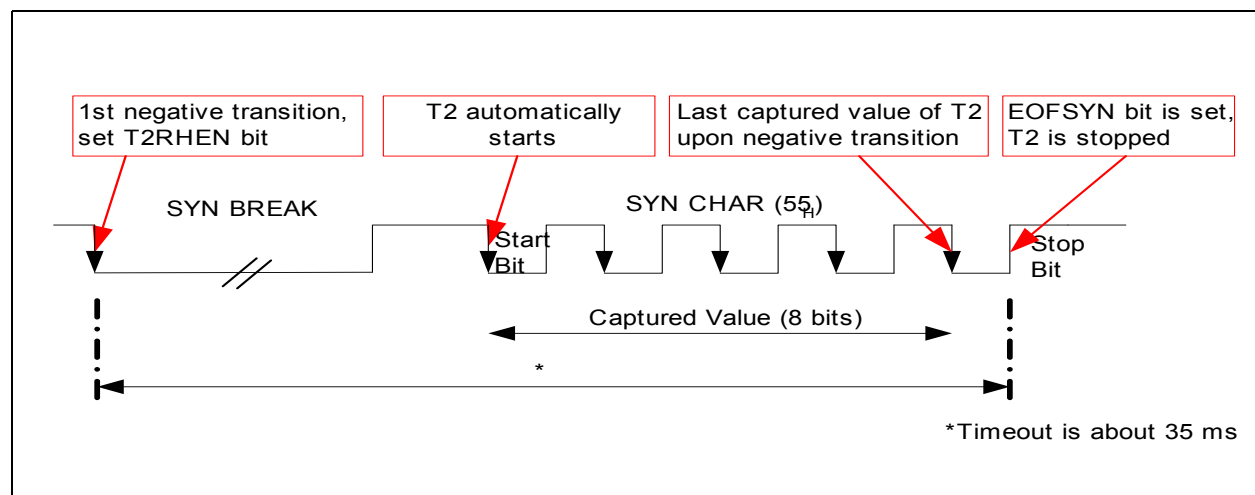 1st negative transition,
set T2RHEN bit
T2 automatically
starts
Last captured value of T2
upon negative transition
EOFSYN bit is set,
T2 is stopped
SYN BREAK
SYN CHAR (55H)
Start
Bit
Stop
Bit
Captured Value (8 bits)
*
*Timeout is about 35 ms